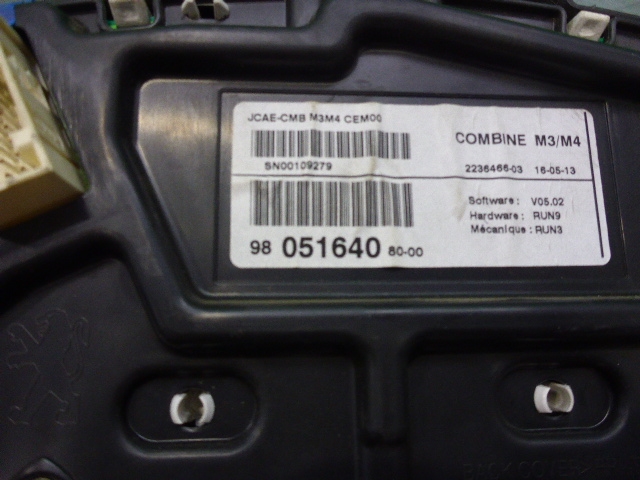 JCAE-CMB M3M4 CEM00
SN00109279
COMBINE M3/M4
2236466-03 16-05-13
Software : V05.02
Hardware : RUN9
Mécanique : RUN3
98 051640 80-00